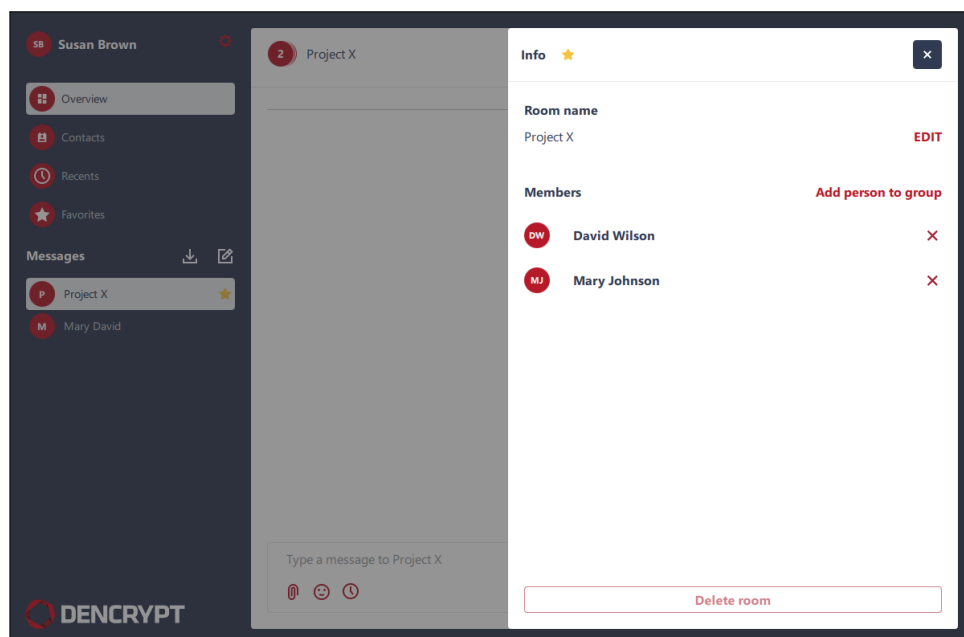 SB Susan Brown
Overview
Contacts
Recents
Favorites
Messages
P Project X
M Mary David
DENCRYPT
2 Project X
Type a message to Project X
Info
Room name
Project X EDIT
Members Add person to group
DW David Wilson
MJ Mary Johnson
Delete room